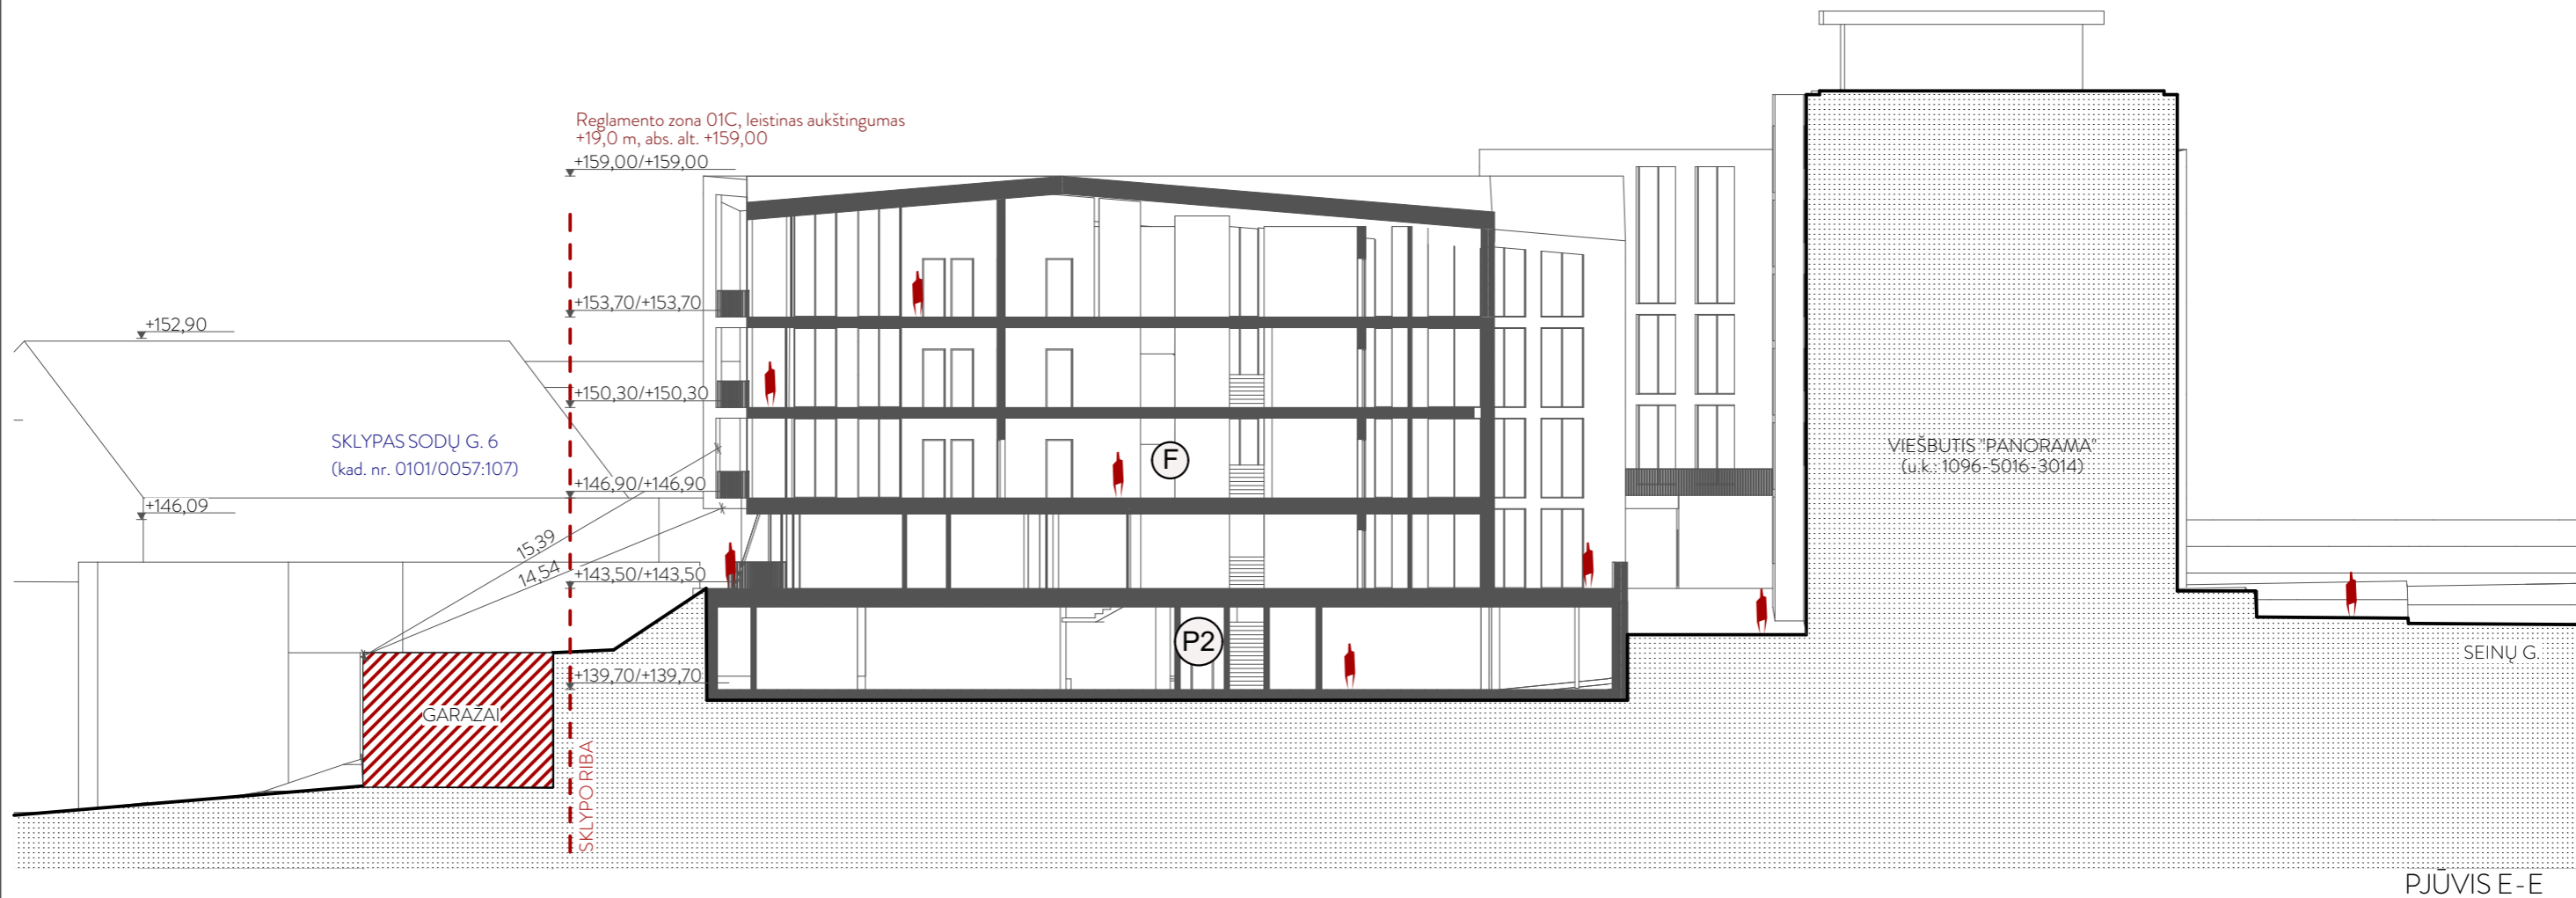 Reglamento zona 01C, leistinas aukštingumas
+19,0 m, abs. alt. +159,00
+159,00/+159,00
+153,70/+153,70
+152,90
+150,30/+150,30
SKLYPAS SODŲ G. 6
(kad. nr. 0101/0057:107)
F
VIEŠBUTIS "PANORAMA"
(u.k.: 1096-5016-3014)
+146,90/+146,90
+146,09
15,39
14,54
+143,50/+143,50
P2
SEINŲ G.
+139,70/+139,70
GARAŽAI
SKLYPO RIBA
PJŪVIS E-E